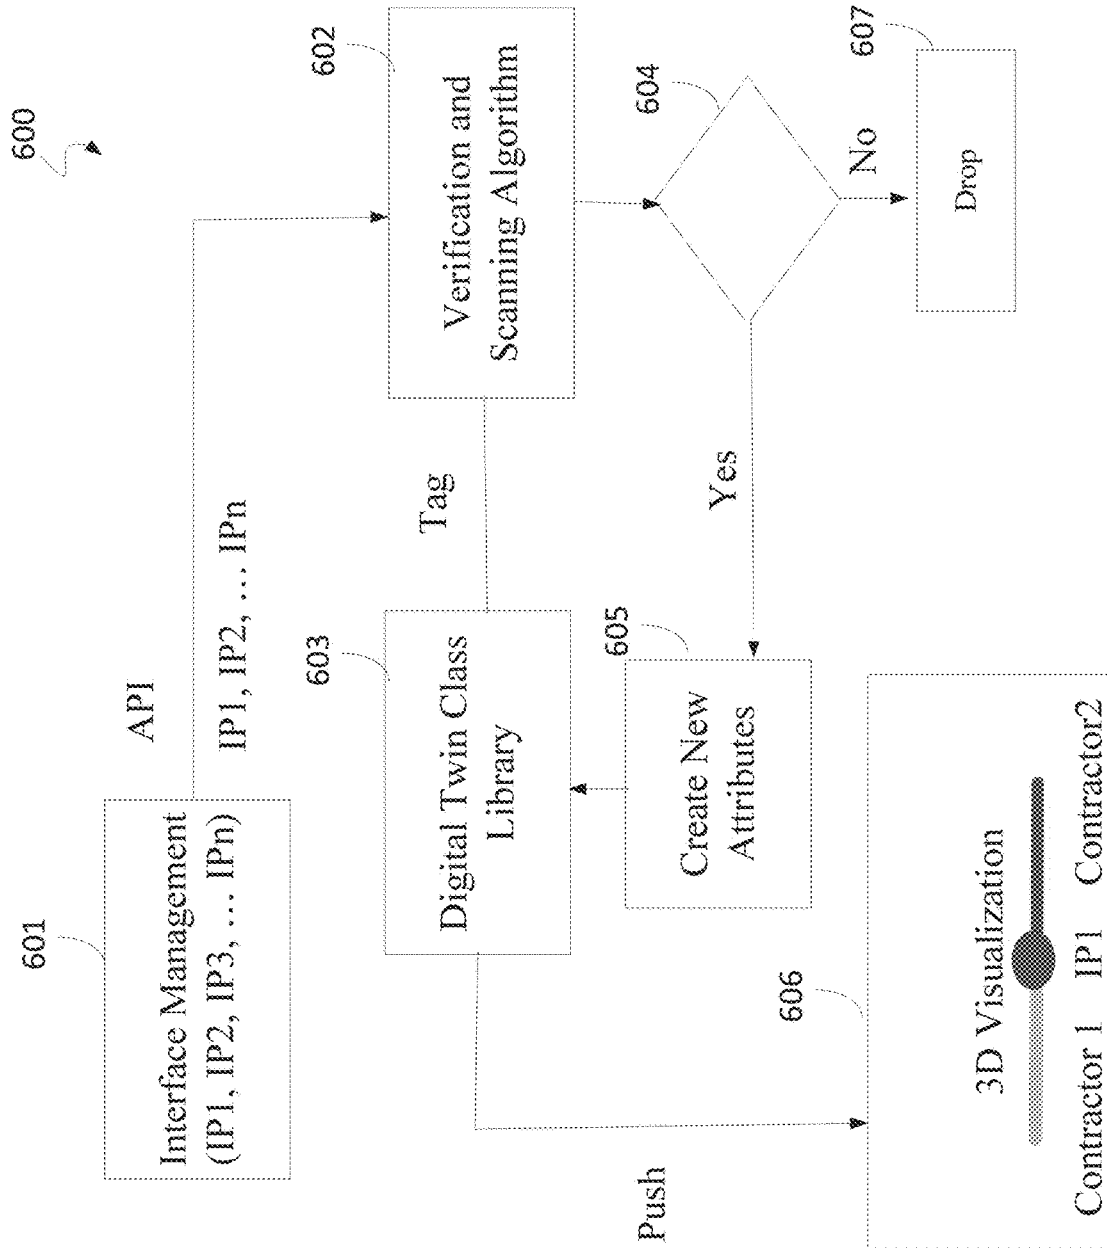 600
601
Interface Management
(IP1, IP2, IP3, ... IPn)
API
IP1, IP2, ... IPn
602
Verification and
Scanning Algorithm
603
Digital Twin Class
Library
Tag
604
Yes
No
605
Create New
Attributes
607
Drop
Push
606
3D Visualization
Contractor 1 IP1 Contractor2